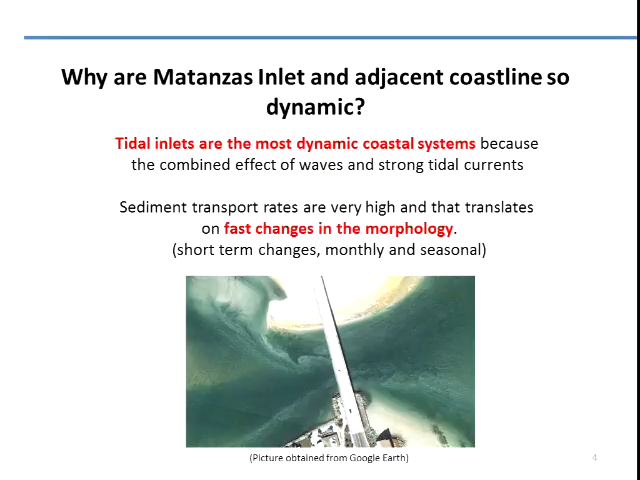 Why are Matanzas Inlet and adjacent coastline so
dynamic?
Tidal inlets are the most dynamic coastal systems because
the combined effect of waves and strong tidal currents
Sediment transport rates are very high and that translates
on fast changes in the morphology.
(short term changes, monthly and seasonal)
(Picture obtained from Google Earth)
4